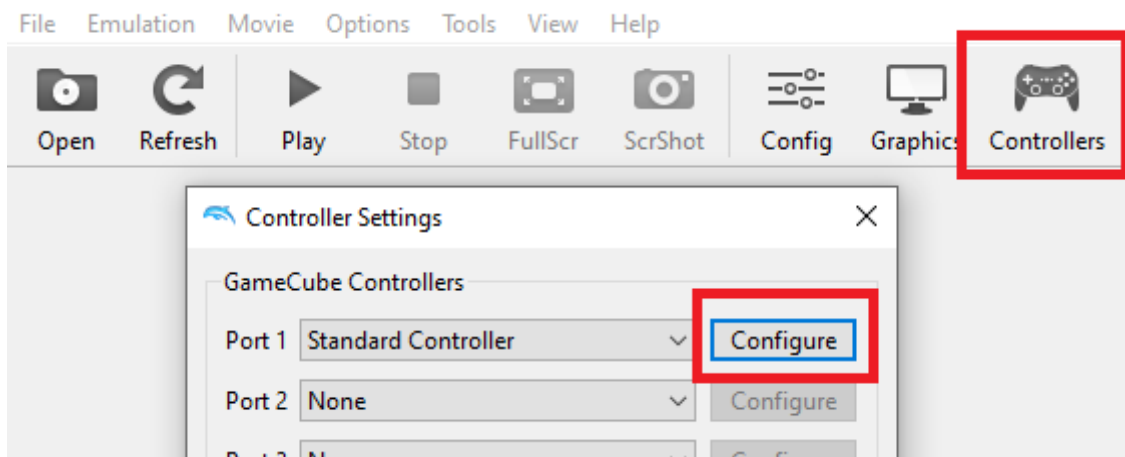 File Emulation Movie Options Tools View Help
Open Refresh Play Stop FullScr ScrShot Config Graphics Controllers
Controller Settings
GameCube Controllers
Port 1 Standard Controller Configure
Port 2 None Configure